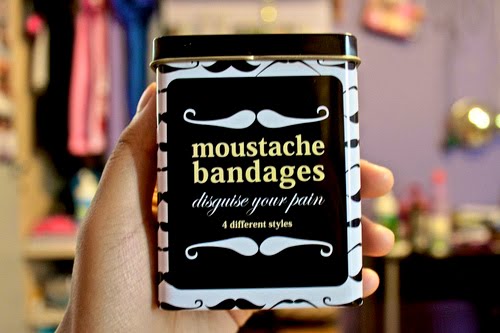 moustache
bandages
disguise your pain
4 different styles